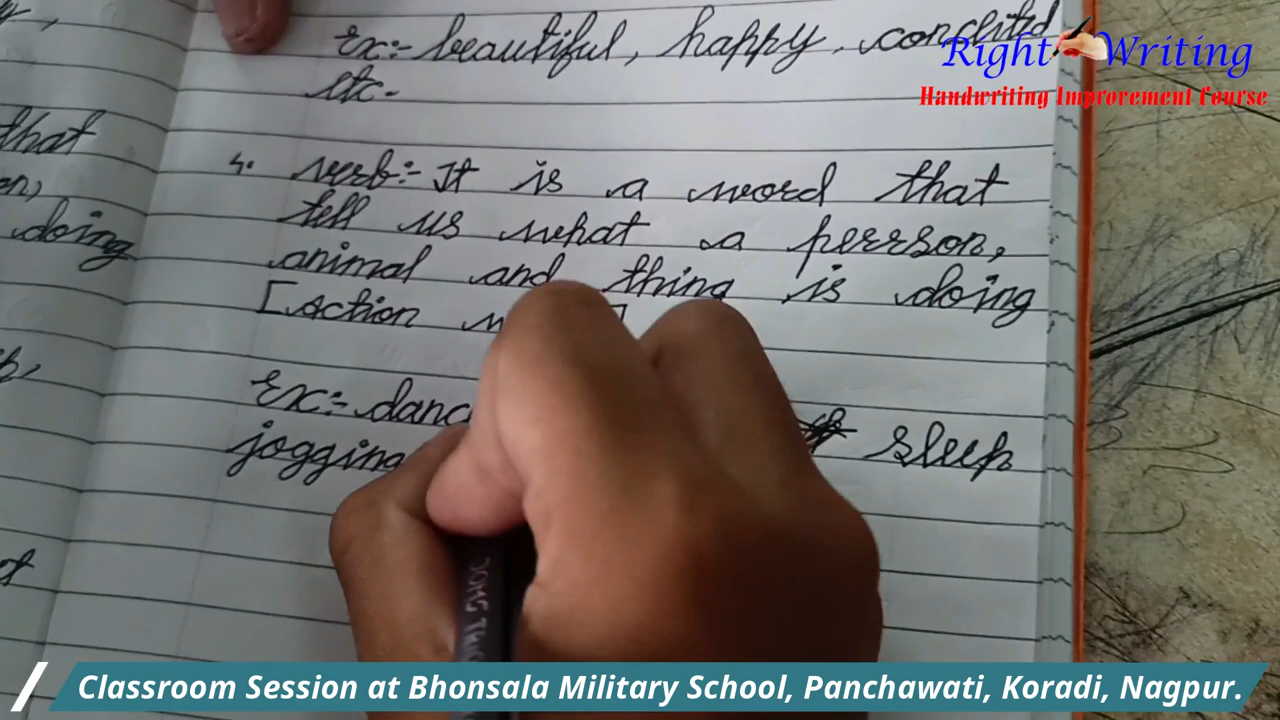 Ex:- beautiful, happy, conceited
etc.
Right Writing
Handwriting Improvement Course
that
4. verb:- It is a word that
tell us what a perrson,
doing
animal and thing is doing
[action
Ex:- danc
sleep
jogging
Classroom Session at Bhonsala Military School, Panchawati, Koradi, Nagpur.